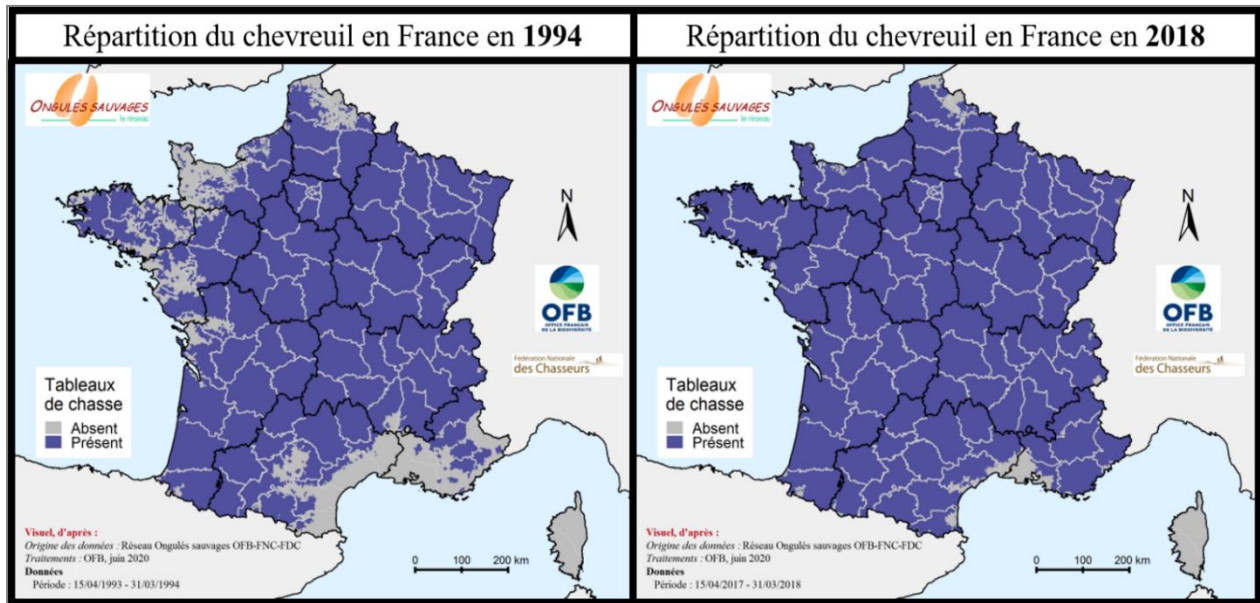 Répartition du chevreuil en France en 1994
ONGULÉS SAUVAGES
le réseau
N
OFB
OFFICE FRANÇAIS
DE LA BIODIVERSITÉ
Fédération Nationale
des Chasseurs
Tableaux
de chasse
Absent
Présent
Visuel, d'après :
Origine des données : Réseau Ongulés sauvages OFB-FNC-FDC
Traitements : OFB, juin 2020
Données
Période : 15/04/1993 - 31/03/1994
0 100 200 km
Répartition du chevreuil en France en 2018
ONGULÉS SAUVAGES
le réseau
N
OFB
OFFICE FRANÇAIS
DE LA BIODIVERSITÉ
Fédération Nationale
des Chasseurs
Tableaux
de chasse
Absent
Présent
Visuel, d'après :
Origine des données : Réseau Ongulés sauvages OFB-FNC-FDC
Traitements : OFB, juin 2020
Données
Période : 15/04/2017 - 31/03/2018
0 100 200 km